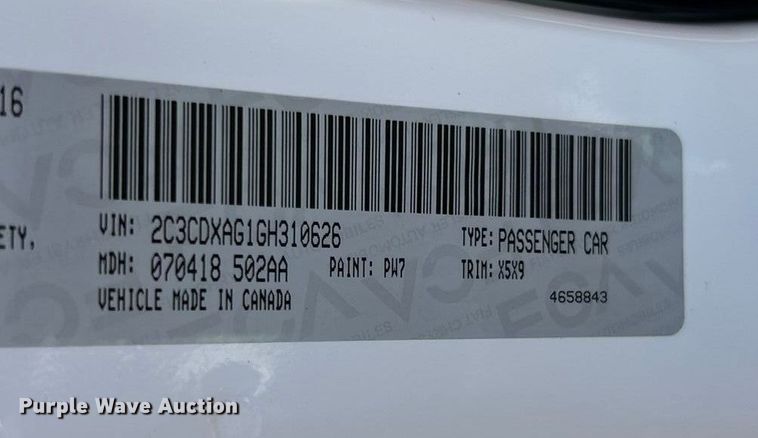 16
ETY,
VIN: 2C3CDXAG1GH310626 TYPE: PASSENGER CAR
MDH: 070418 502AA PAINT: PW7 TRIM: X5X9
VEHICLE MADE IN CANADA 4658843
Purple Wave Auction